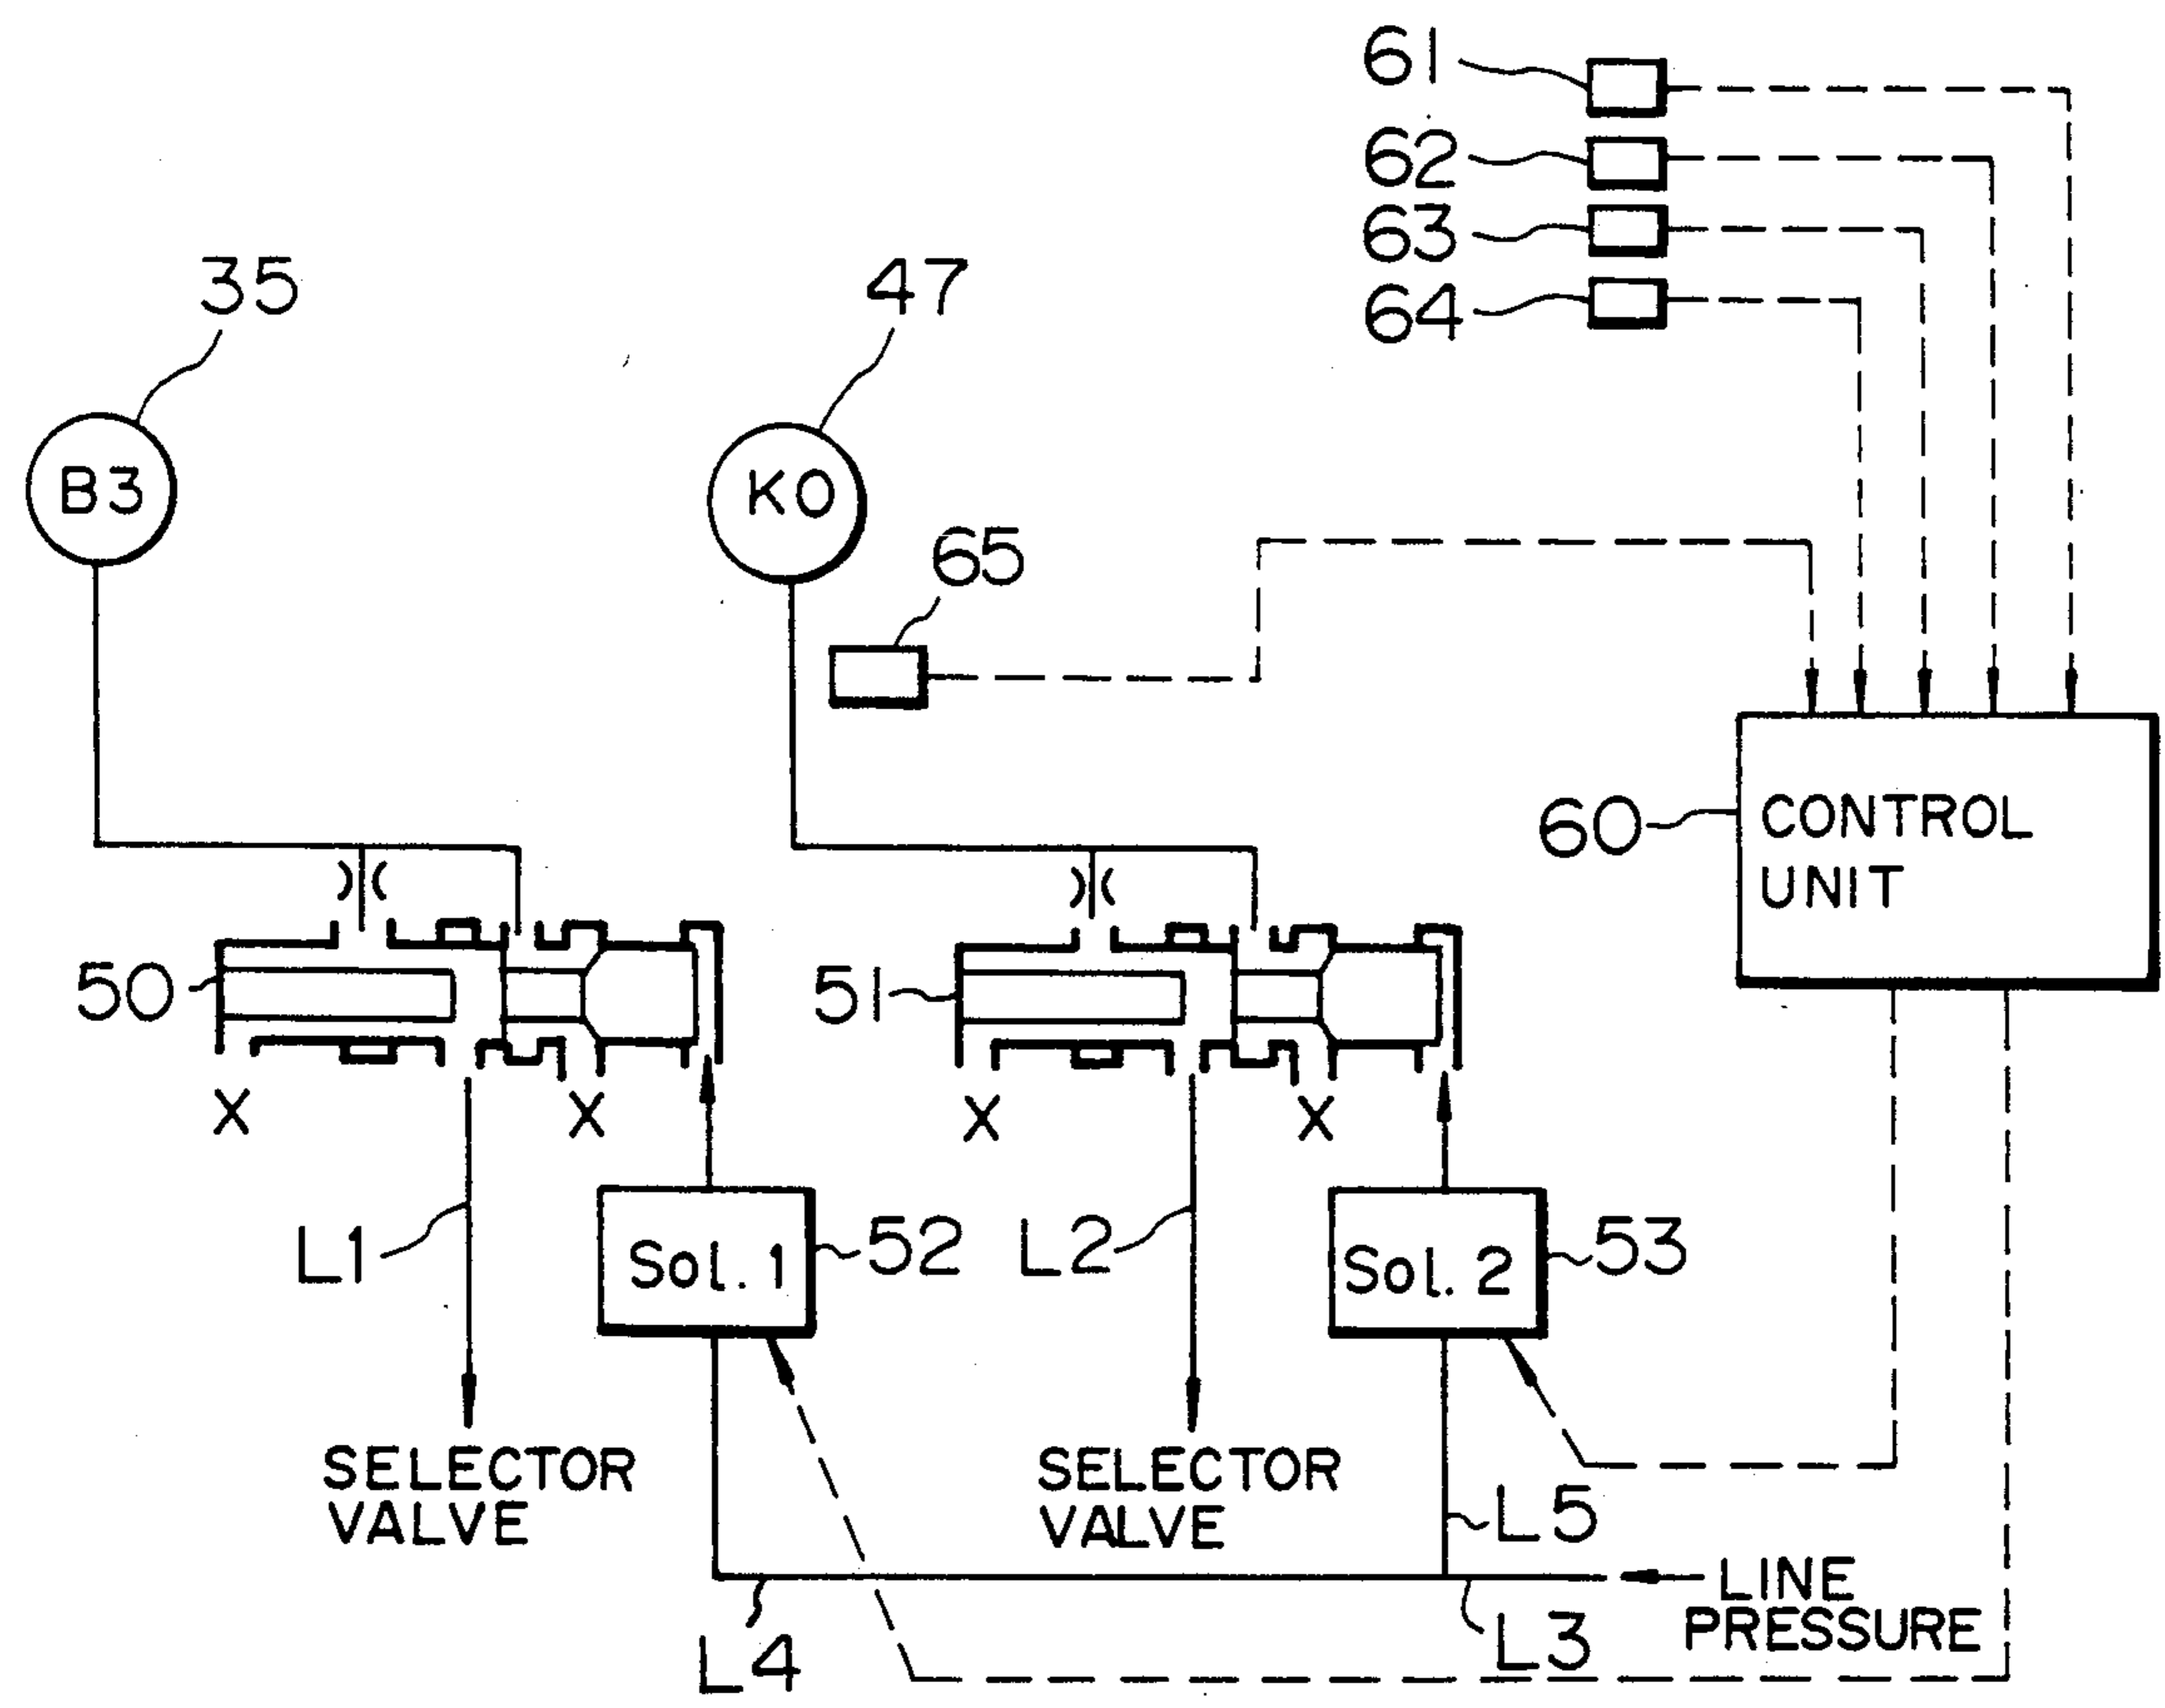 61
62
63
64
35
47
B3
KO
65
60
CONTROL
UNIT
50
51
X
X
X
X
L1
Sol. 1
52
L2
Sol. 2
53
SELECTOR
VALVE
SELECTOR
VALVE
L5
LINE
PRESSURE
L4
L3